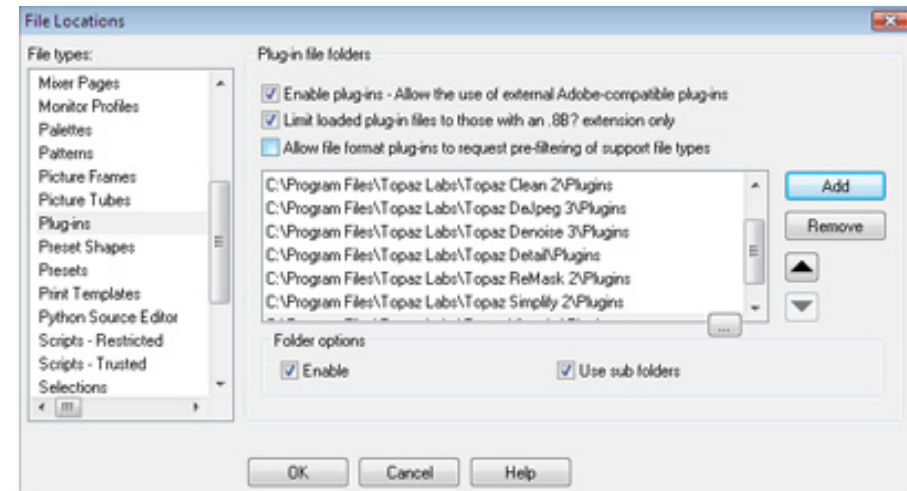 File Locations
File types:
Mixer Pages
Monitor Profiles
Palettes
Patterns
Picture Frames
Picture Tubes
Plug-ins
Preset Shapes
Presets
Print Templates
Python Source Editor
Scripts - Restricted
Scripts - Trusted
Selections
Plug-in file folders
Enable plug-ins - Allow the use of external Adobe-compatible plug-ins
Limit loaded plug-in files to those with an .8B? extension only
Allow file format plug-ins to request pre-filtering of support file types
C:\Program Files\Topaz Labs\Topaz Clean 2\Plugins
C:\Program Files\Topaz Labs\Topaz DeJpeg 3\Plugins
C:\Program Files\Topaz Labs\Topaz Denoise 3\Plugins
C:\Program Files\Topaz Labs\Topaz Detail\Plugins
C:\Program Files\Topaz Labs\Topaz ReMask 2\Plugins
C:\Program Files\Topaz Labs\Topaz Simplify 2\Plugins
Add
Remove
...
Folder options
Enable
Use sub folders
OK
Cancel
Help